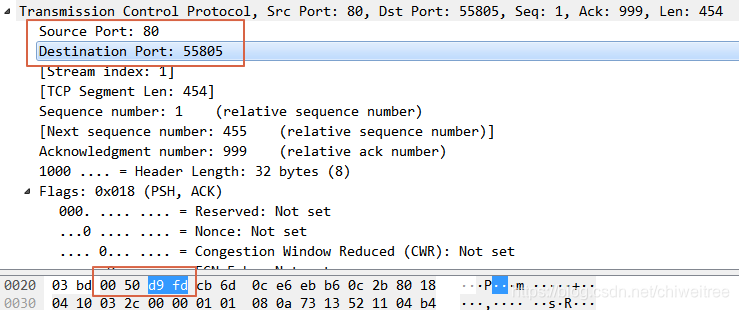 Transmission Control Protocol, Src Port: 80, Dst Port: 55805, Seq: 1, Ack: 999, Len: 454
Source Port: 80
Destination Port: 55805
[Stream index: 1]
[TCP Segment Len: 454]
Sequence number: 1    (relative sequence number)
[Next sequence number: 455    (relative sequence number)]
Acknowledgment number: 999    (relative ack number)
1000 .... = Header Length: 32 bytes (8)
Flags: 0x018 (PSH, ACK)
000. .... .... = Reserved: Not set
...0 .... .... = Nonce: Not set
.... 0... .... = Congestion Window Reduced (CWR): Not set
0020  03 bd 00 50 d9 fd cb 6d  0c e6 eb b6 0c 2b 80 18  ...P...m .....+..
0030  04 10 03 2c 00 00 01 01  08 0a 73 13 52 11 04 b4  ...,.... ..s.R...
https://blog.csdn.net/chiweitree